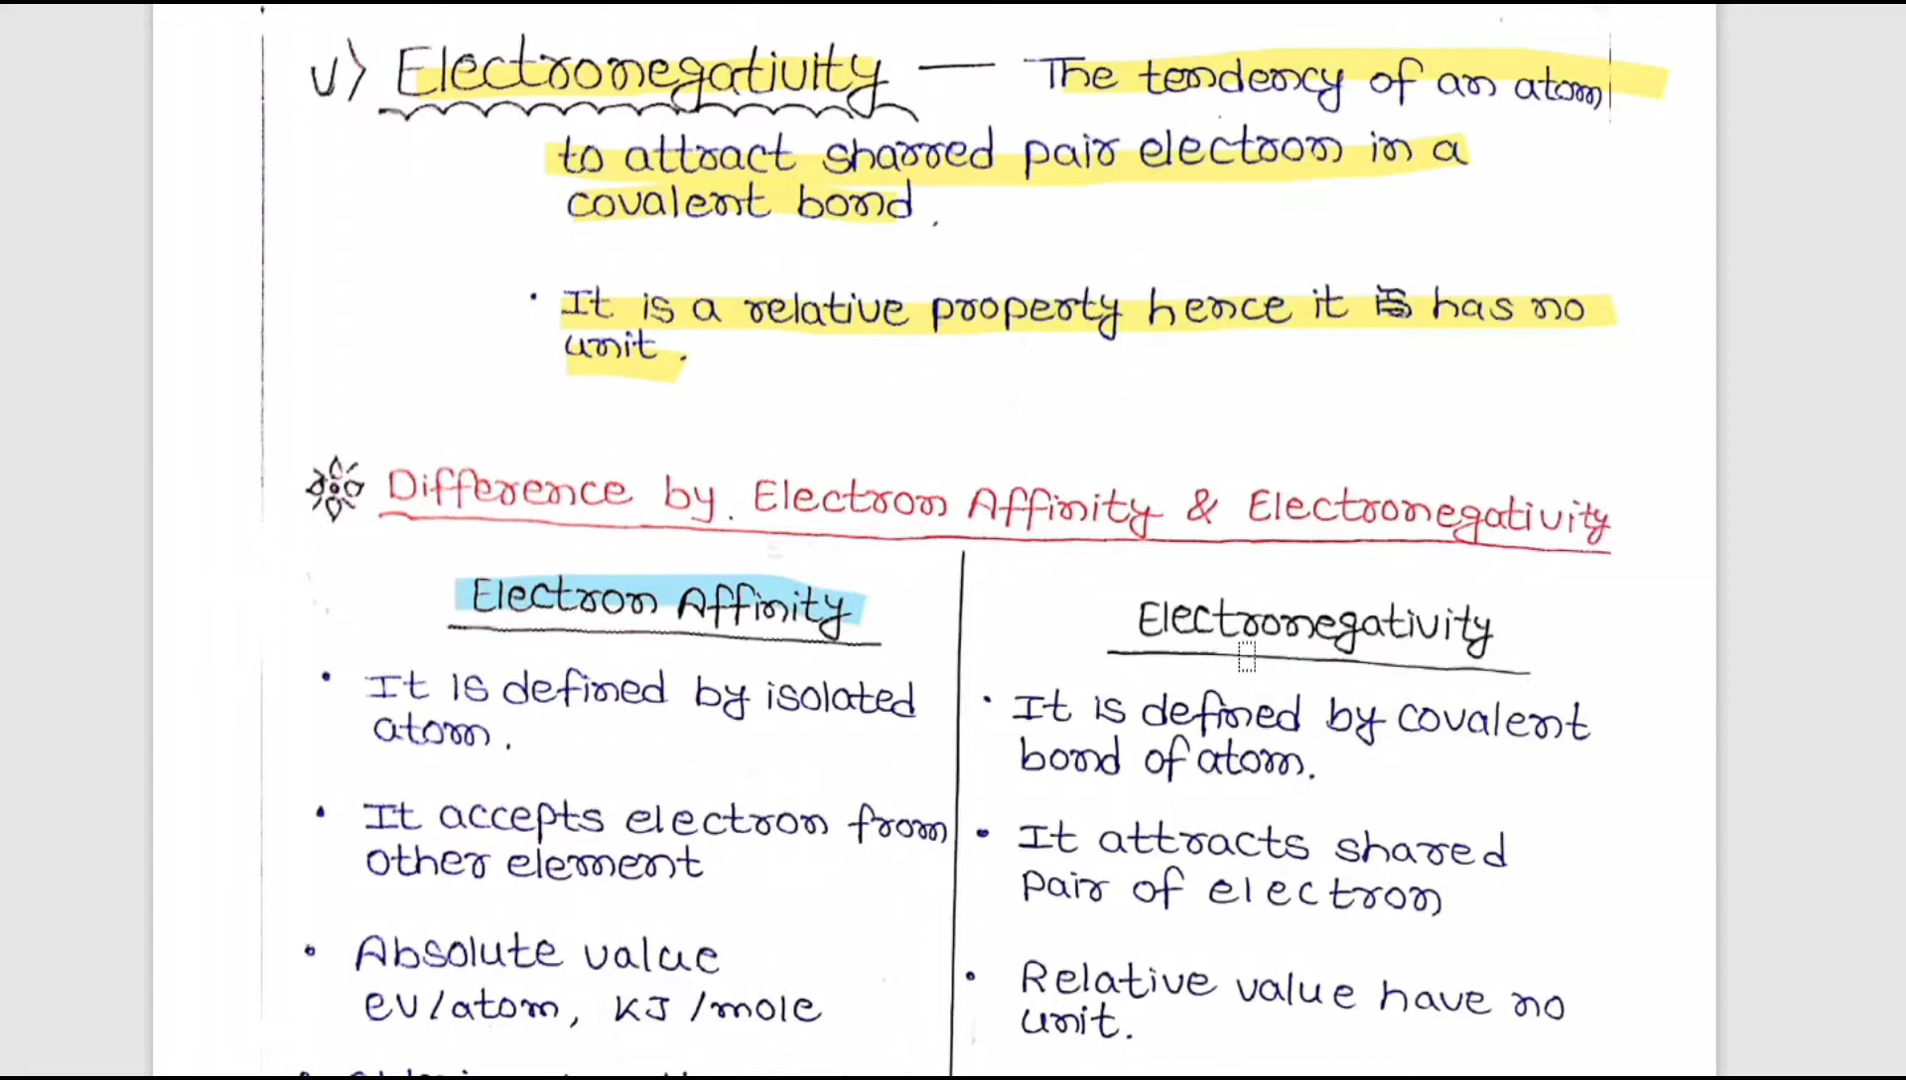 v) Electronegativity — The tendency of an atom
to attract sharred pair electron in a
covalent bond.
• It is a relative property hence it is has no
unit.
Difference by. Electron Affinity & Electronegativity
Electron Affinity
• It is defined by isolated
atom.
• It accepts electron from
other element
• Absolute value
ev/atom, KJ/mole
Electronegativity
• It is defined by covalent
bond of atom.
• It attracts shared
pair of electron
• Relative value have no
unit.